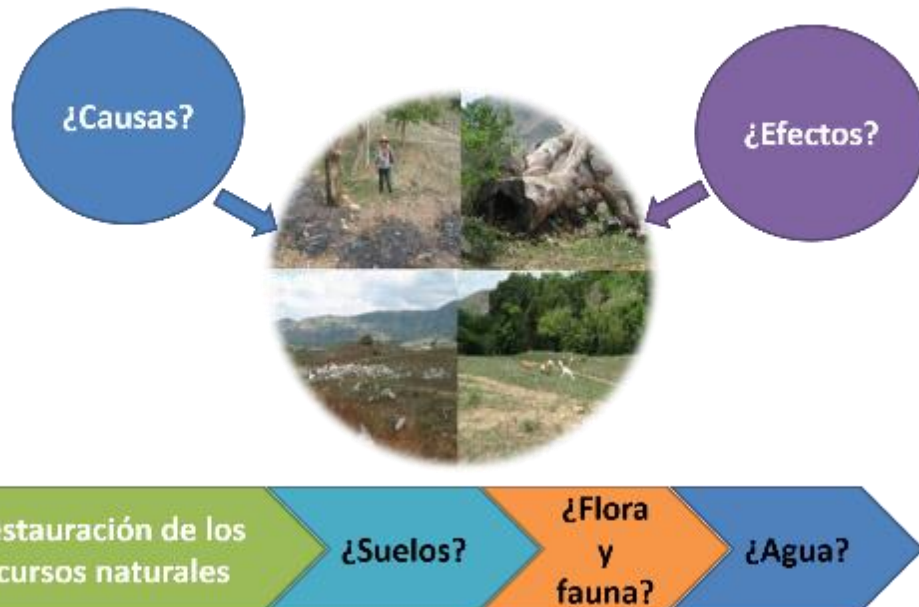 ¿Causas?
¿Efectos?
estauración de los
cursos naturales
¿Suelos?
¿Flora
y
fauna?
¿Agua?